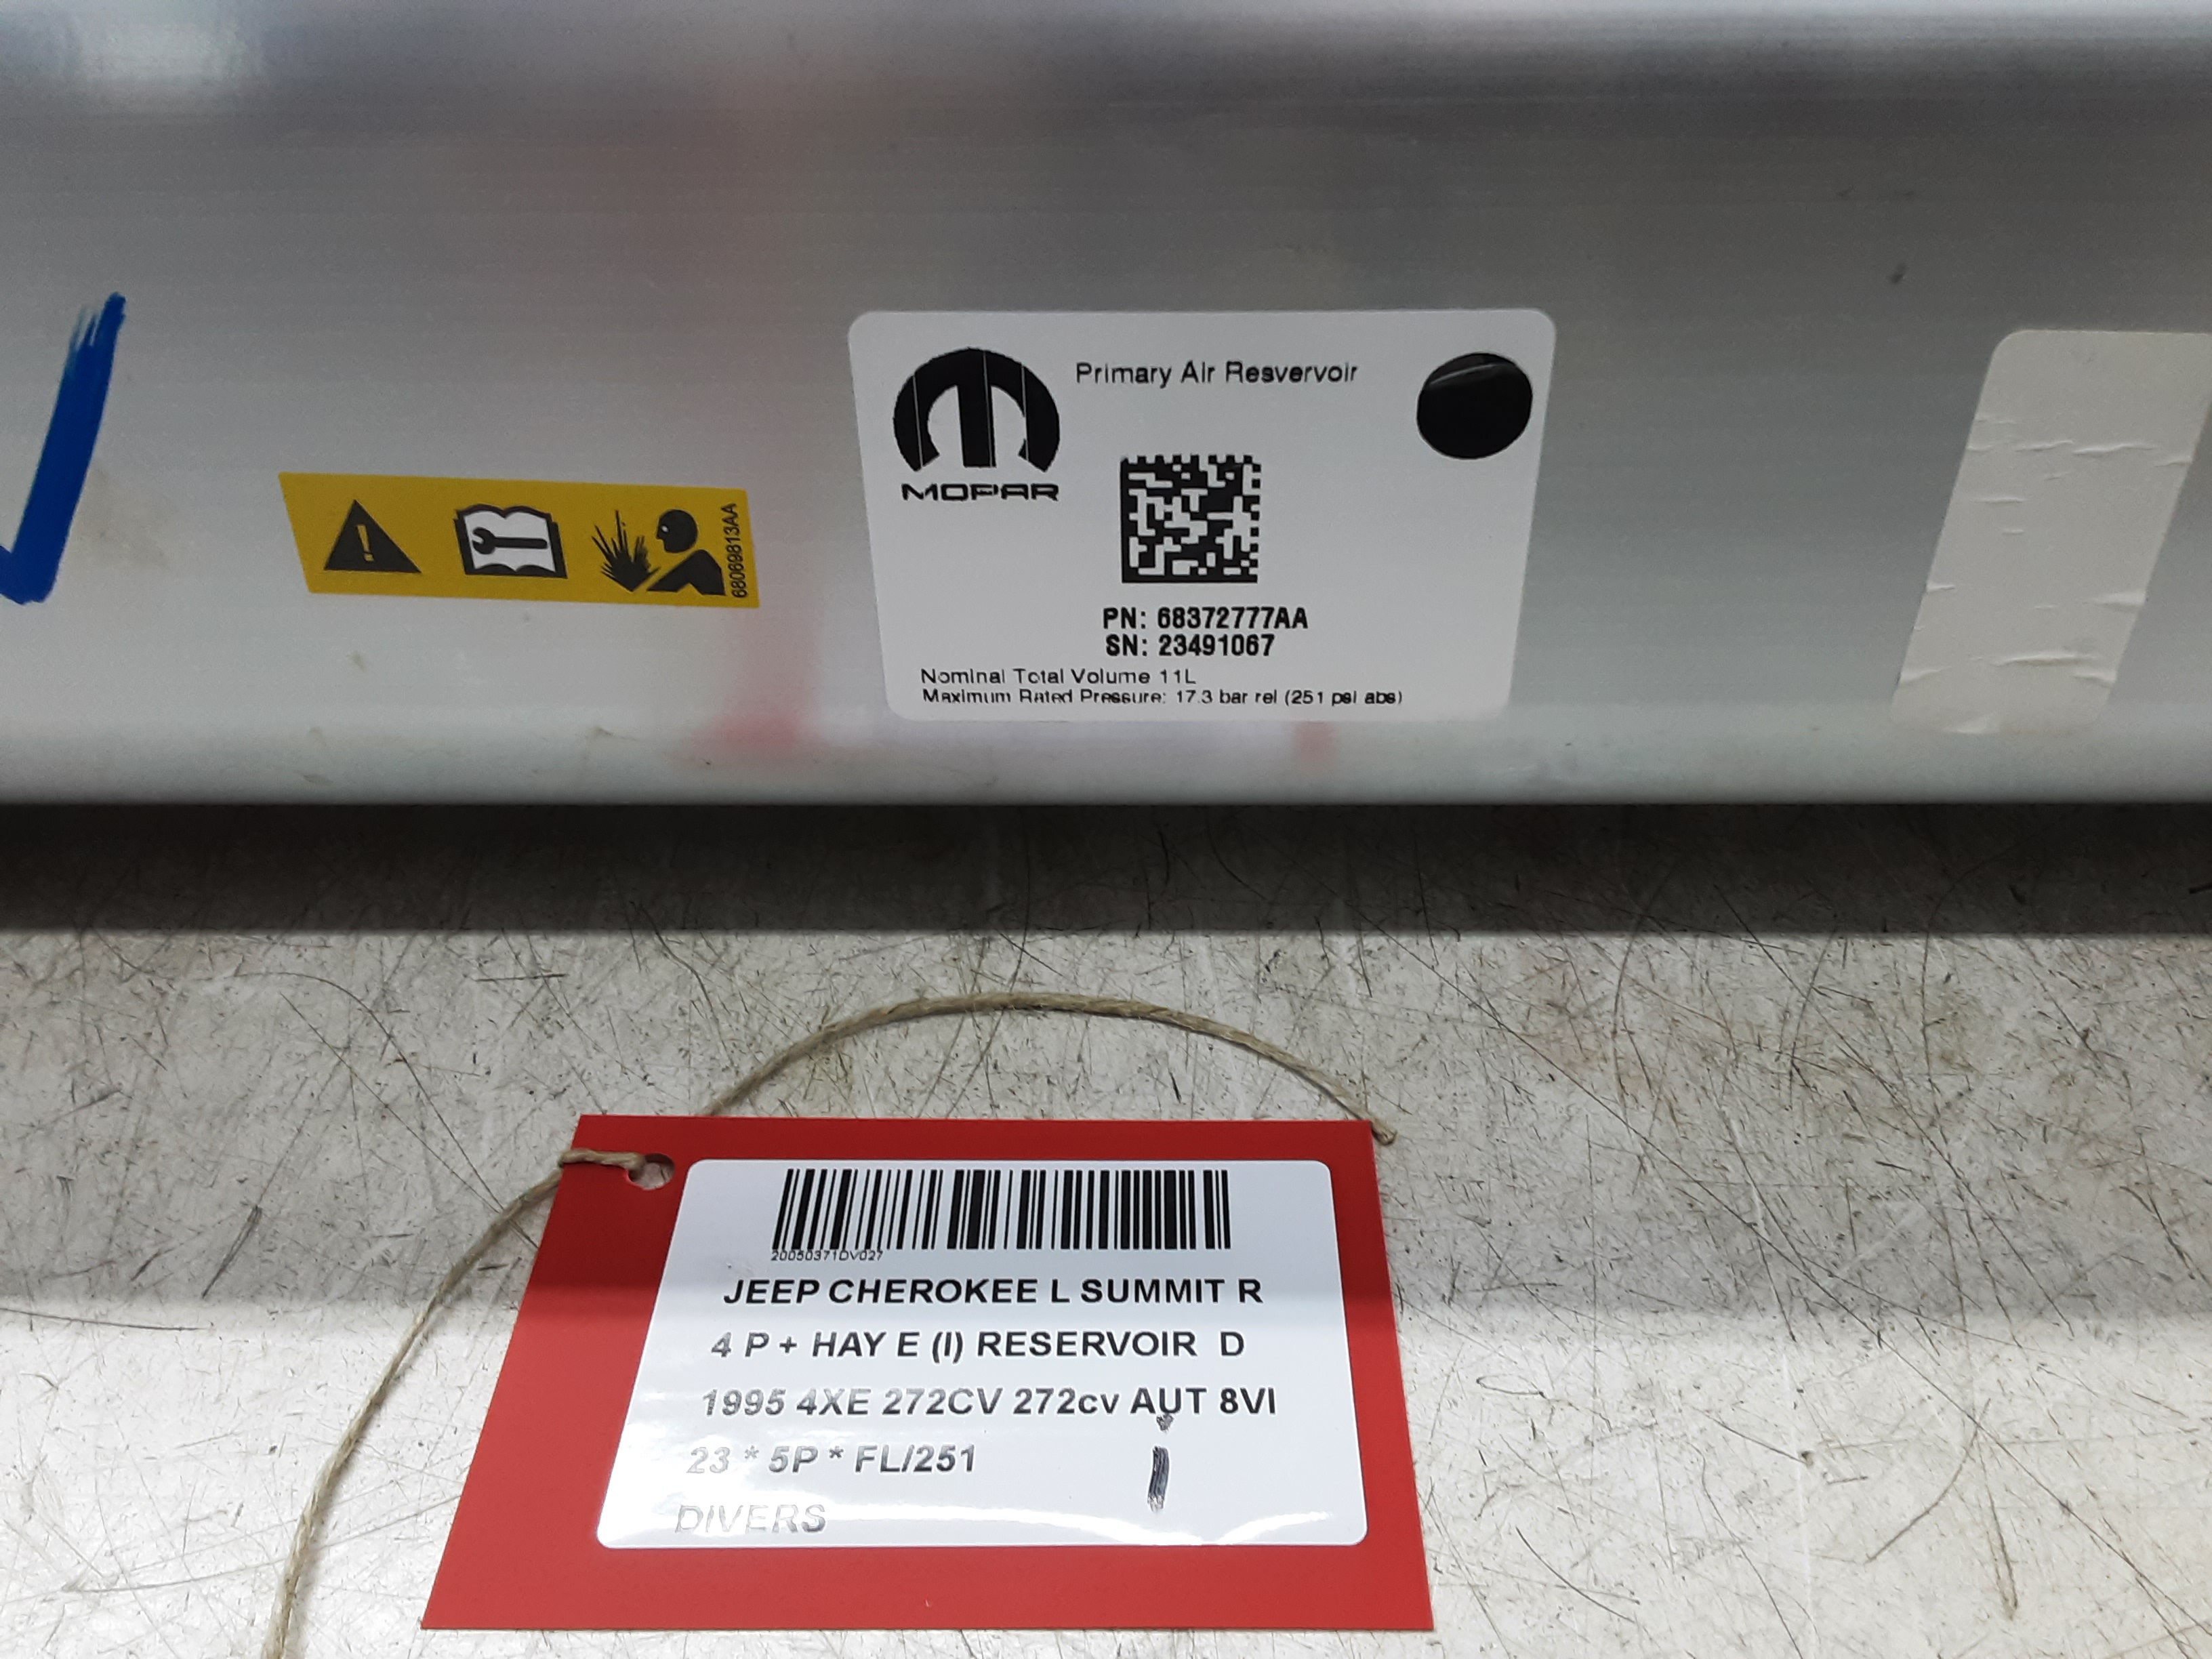 Primary Air Resvervoir
MOPAR
68069813AA
PN: 68372777AA
SN: 23491067
Nominal Total Volume 11L
Maximum Rated Pressure: 17.3 bar rel (251 psi abs)
20050371DV027
JEEP CHEROKEE L SUMMIT R
4 P + HAY E (I) RESERVOIR D
1995 4XE 272CV 272cv AUT 8VI
23 * 5P * FL/251
DIVERS